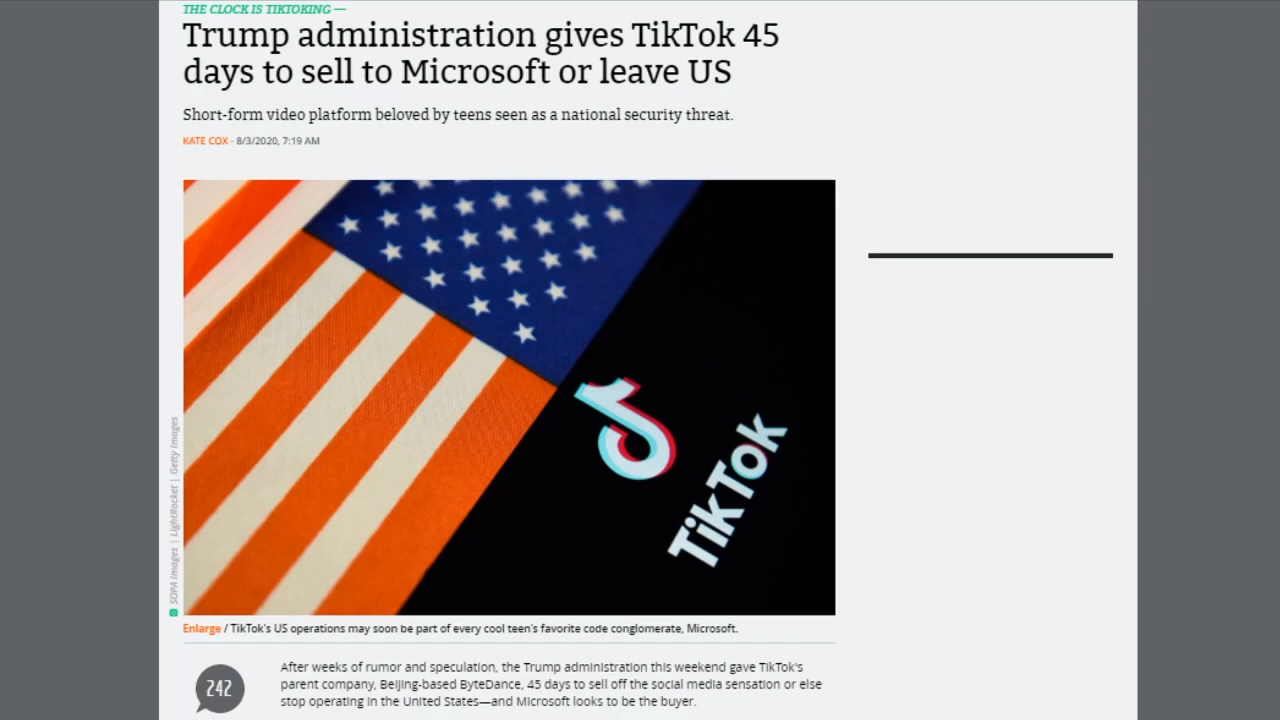 THE CLOCK IS TIKTOKING —
Trump administration gives TikTok 45
days to sell to Microsoft or leave US
Short-form video platform beloved by teens seen as a national security threat.
KATE COX - 8/3/2020, 7:19 AM
TikTok
SOPA Images | LightRocket | Getty Images
Enlarge / TikTok's US operations may soon be part of every cool teen's favorite code conglomerate, Microsoft.
242
After weeks of rumor and speculation, the Trump administration this weekend gave TikTok's
parent company, Beijing-based ByteDance, 45 days to sell off the social media sensation or else
stop operating in the United States—and Microsoft looks to be the buyer.